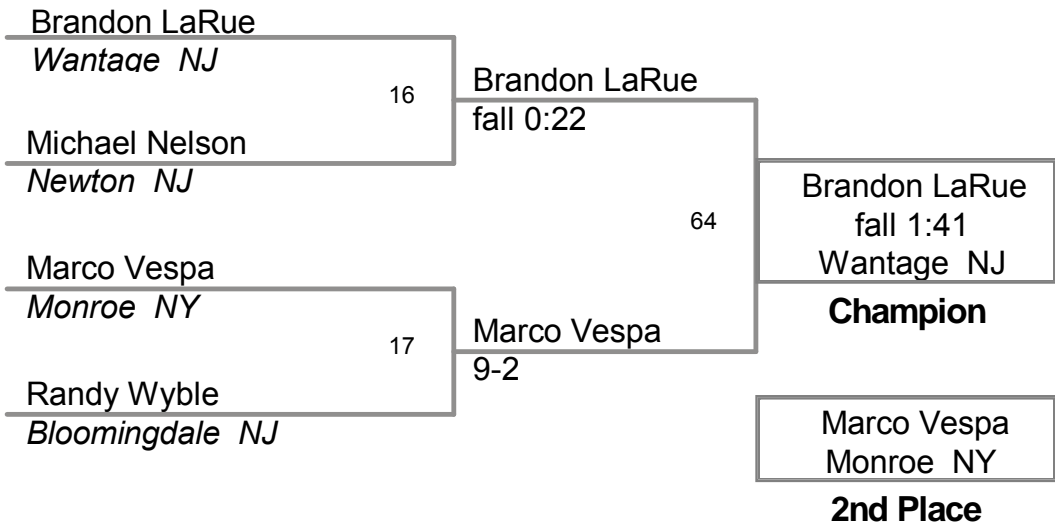 Brandon LaRue
Wantage NJ
16
Michael Nelson
Newton NJ
Brandon LaRue
fall 0:22
Marco Vespa
Monroe NY
17
Randy Wyble
Bloomingdale NJ
Marco Vespa
9-2
64
Brandon LaRue
fall 1:41
Wantage NJ
Champion
Marco Vespa
Monroe NY
2nd Place